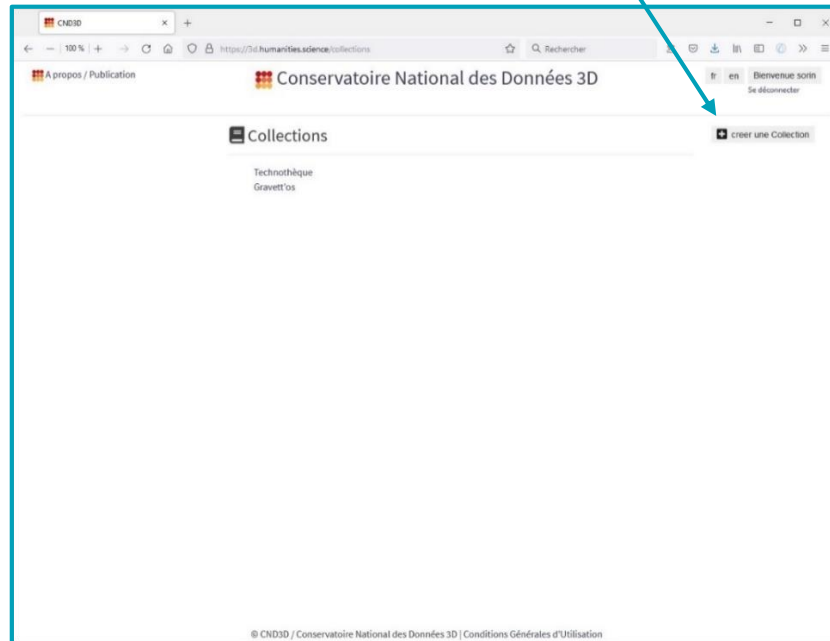 CND3D
100 %
https://3d.humanities.science/collections
Rechercher
A propos / Publication
Conservatoire National des Données 3D
fr en Bienvenue sorin
Se déconnecter
Collections
creer une Collection
Technothèque
Gravett'os
© CND3D / Conservatoire National des Données 3D | Conditions Générales d'Utilisation